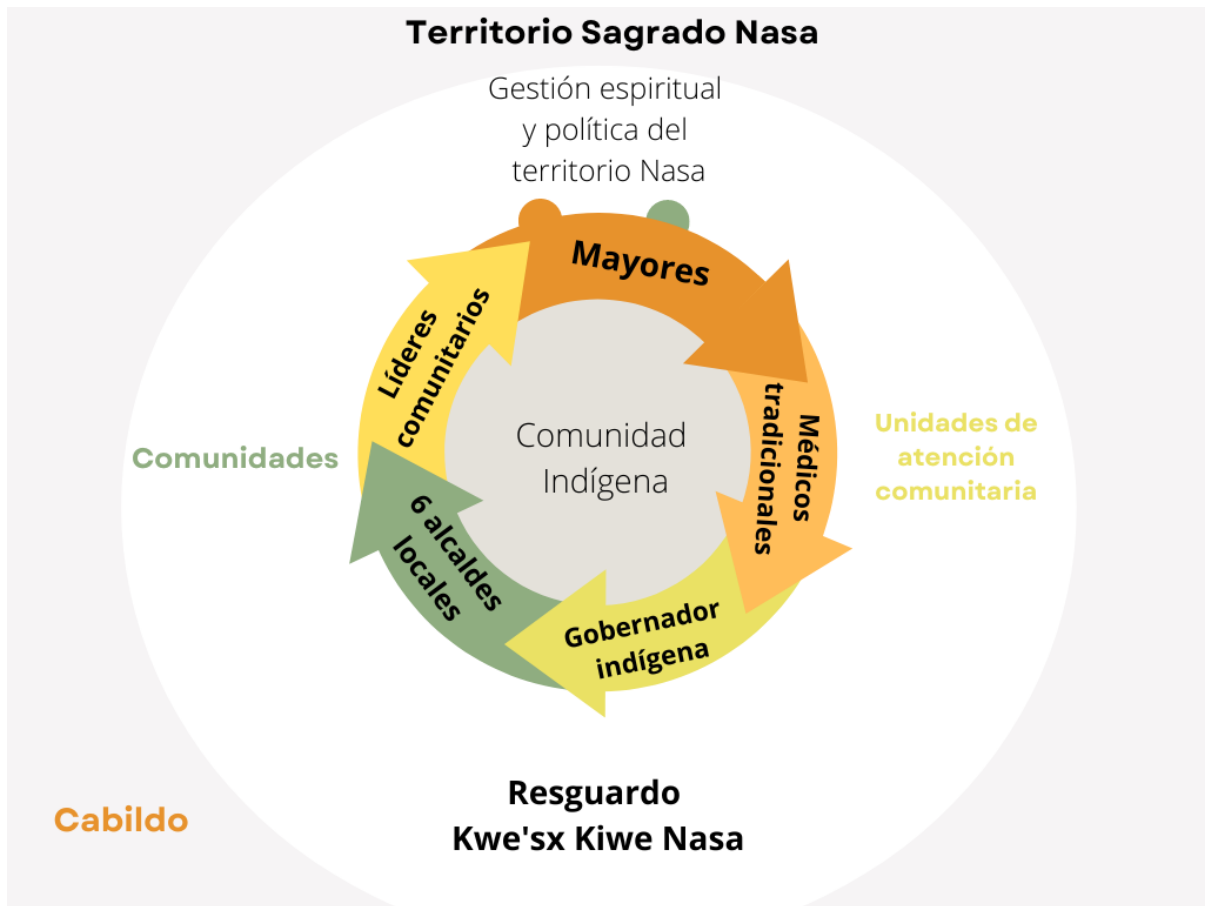 Territorio Sagrado Nasa
Gestión espiritual
y política del
territorio Nasa
Mayores
Líderes
comunitarios
Médicos
tradicionales
Comunidad
Indígena
Comunidades
Unidades de
atención
comunitaria
6 alcaldes
locales
Gobernador
indígena
Resguardo
Kwe'sx Kiwe Nasa
Cabildo